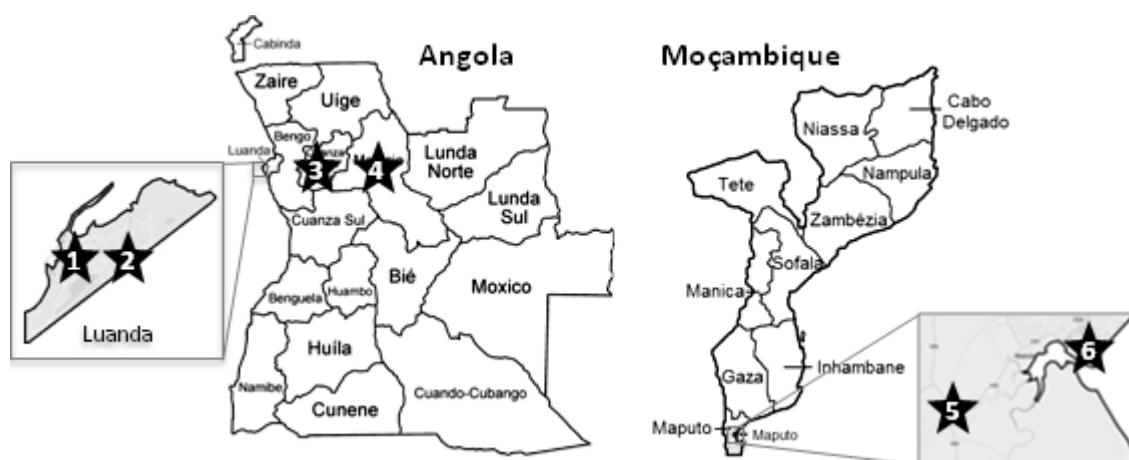 Cabinda
Angola
Zaire
Uíge
Bengo
Luanda
3
4
Lunda
Norte
Lunda
Sul
Cuanza Sul
1
2
Luanda
Benguela
Huambo
Bié
Moxico
Huíla
Namibe
Cunene
Cuando-Cubango
Moçambique
Cabo
Delgado
Niassa
Nampula
Tete
Zambézia
Sofala
Manica
Inhambane
Gaza
Maputo
Maputo
5
6